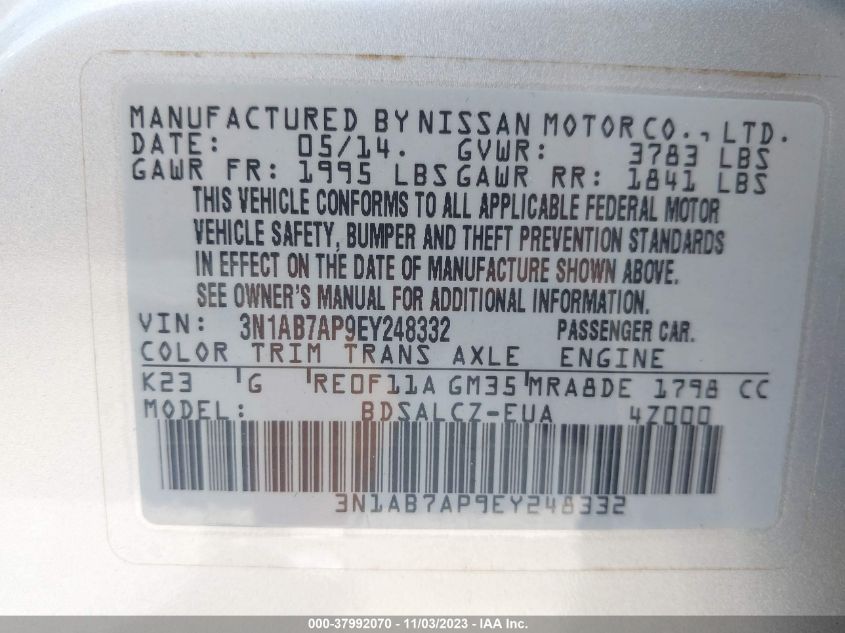 MANUFACTURED BY NISSAN MOTOR CO., LTD.
DATE: 05/14. GVWR: 3783 LBS
GAWR FR: 1995 LBS GAWR RR: 1841 LBS
THIS VEHICLE CONFORMS TO ALL APPLICABLE FEDERAL MOTOR
VEHICLE SAFETY, BUMPER AND THEFT PREVENTION STANDARDS
IN EFFECT ON THE DATE OF MANUFACTURE SHOWN ABOVE.
SEE OWNER'S MANUAL FOR ADDITIONAL INFORMATION.
VIN: 3N1AB7AP9EY248332 PASSENGER CAR.
COLOR TRIM TRANS AXLE ENGINE
K23 G RE0F11A GM35 MRA8DE 1798 CC
MODEL: BDSALCZ-EUA 4Z000
3N1AB7AP9EY248332
000-37992070 - 11/03/2023 - IAA Inc.